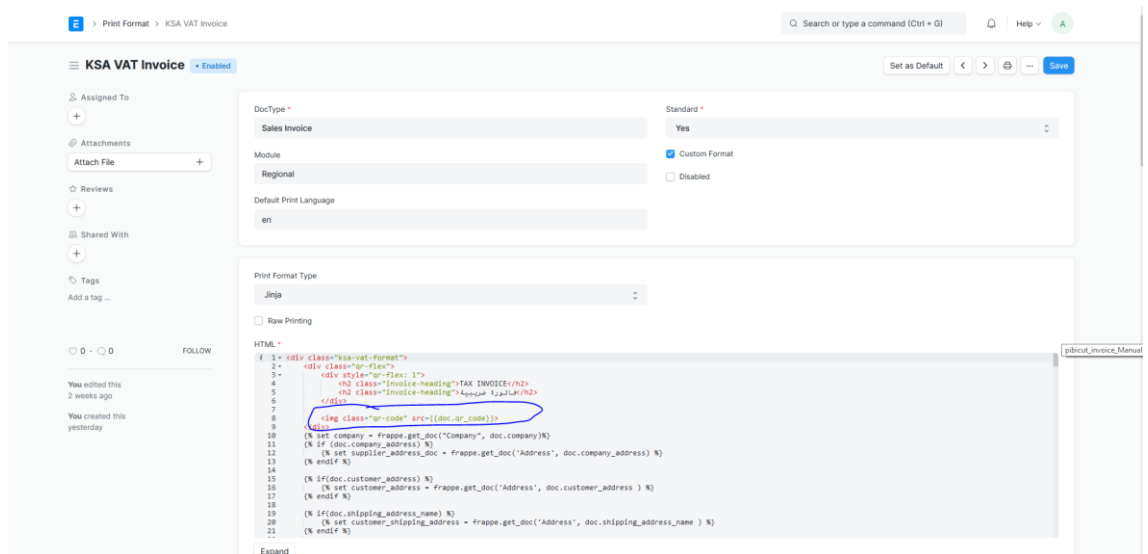 E > Print Format > KSA VAT Invoice
Search or type a command (Ctrl + G)
Help
A
KSA VAT Invoice • Enabled
Set as Default < > ... Save
Assigned To
+
Attachments
Attach File +
Reviews
+
Shared With
+
Tags
Add a tag ...
0 · 0 FOLLOW
You edited this
2 weeks ago
You created this
yesterday
DocType *
Sales Invoice
Module
Regional
Default Print Language
en
Standard *
Yes
Custom Format
Disabled
Print Format Type
Jinja
Raw Printing
HTML *
i 1 <div class="ksa-vat-format">
2 <div class="qr-flex">
3 <div style="qr-flex: 1">
4 <h2 class="invoice-heading">TAX INVOICE</h2>
5 <h2 class="invoice-heading">فاتورة ضريبية</h2>
6 </div>
7
8 <img class="qr-code" src={{doc.qr_code}}>
9 </div>
10 {% set company = frappe.get_doc("Company", doc.company)%}
11 {% if (doc.company_address) %}
12 {% set supplier_address_doc = frappe.get_doc('Address', doc.company_address) %}
13 {% endif %}
14
15 {% if(doc.customer_address) %}
16 {% set customer_address = frappe.get_doc('Address', doc.customer_address ) %}
17 {% endif %}
18
19 {% if(doc.shipping_address_name) %}
20 {% set customer_shipping_address = frappe.get_doc('Address', doc.shipping_address_name ) %}
21 {% endif %}
Expand
pibicut_invoice_Manual